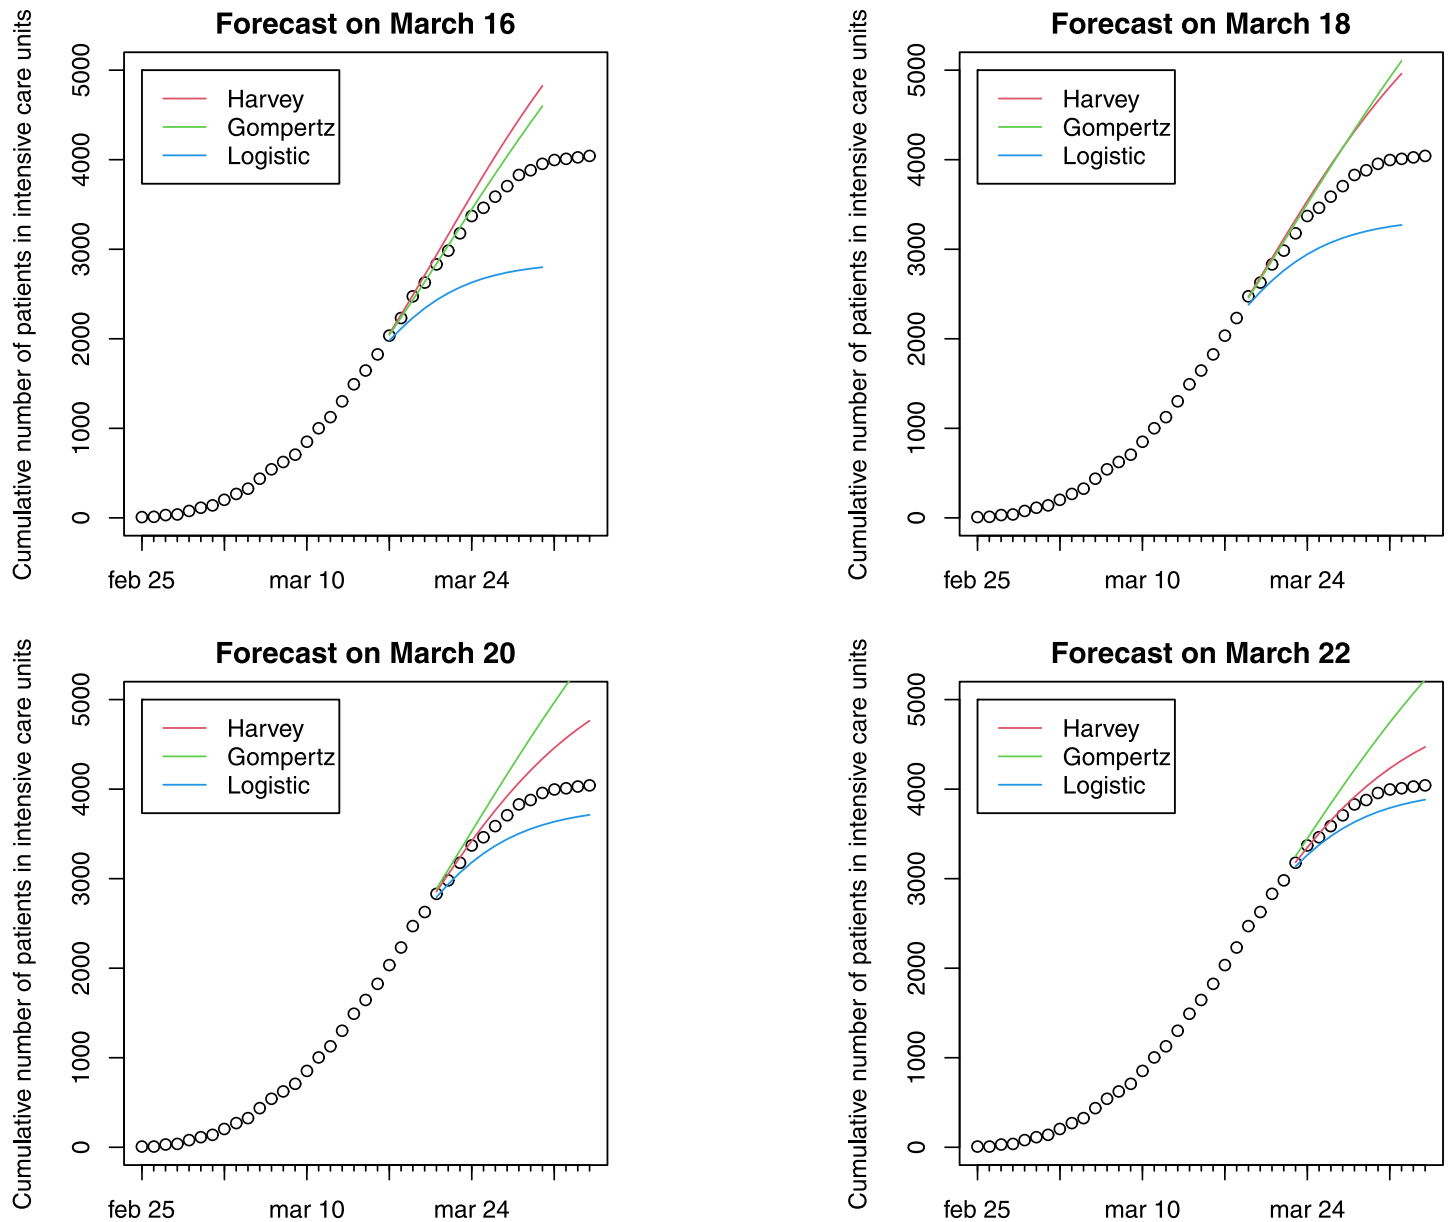 Forecast on March 16
Cumulative number of patients in intensive care units
5000
4000
3000
2000
1000
0
Harvey
Gompertz
Logistic
feb 25
mar 10
mar 24
Forecast on March 18
Cumulative number of patients in intensive care units
5000
4000
3000
2000
1000
0
Harvey
Gompertz
Logistic
feb 25
mar 10
mar 24
Forecast on March 20
Cumulative number of patients in intensive care units
5000
4000
3000
2000
1000
0
Harvey
Gompertz
Logistic
feb 25
mar 10
mar 24
Forecast on March 22
Cumulative number of patients in intensive care units
5000
4000
3000
2000
1000
0
Harvey
Gompertz
Logistic
feb 25
mar 10
mar 24